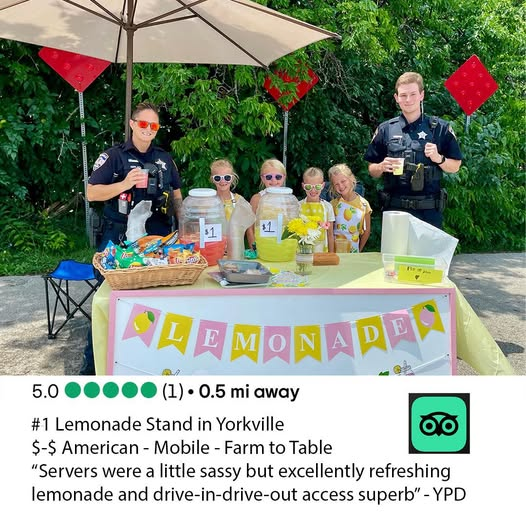 $1
$1
LEMONADE
5.0 (1) • 0.5 mi away
#1 Lemonade Stand in Yorkville
$-$ American - Mobile - Farm to Table
“Servers were a little sassy but excellently refreshing
lemonade and drive-in-drive-out access superb” - YPD